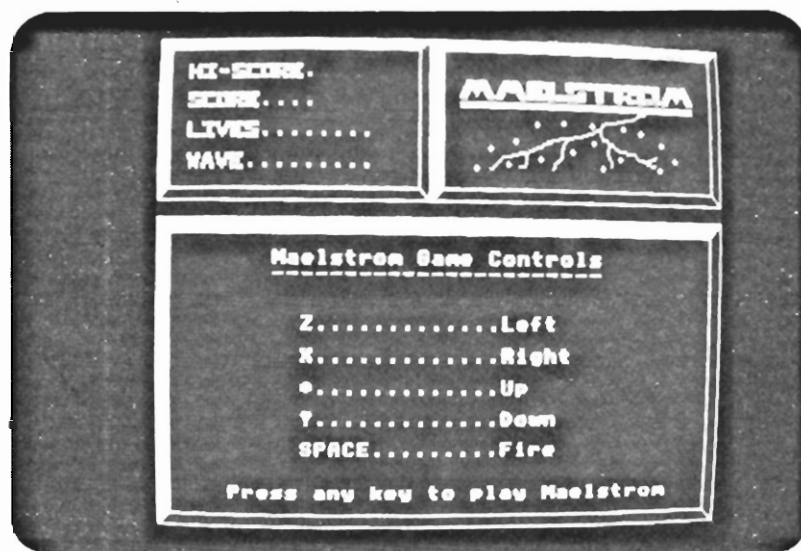 HI-SCORE.
SCORE....
LIVES........
WAVE.........
MAELSTROM
Maelstrom Game Controls
Z.............Left
X.............Right
*.............Up
?.............Down
SPACE.........Fire
Press any key to play Maelstrom